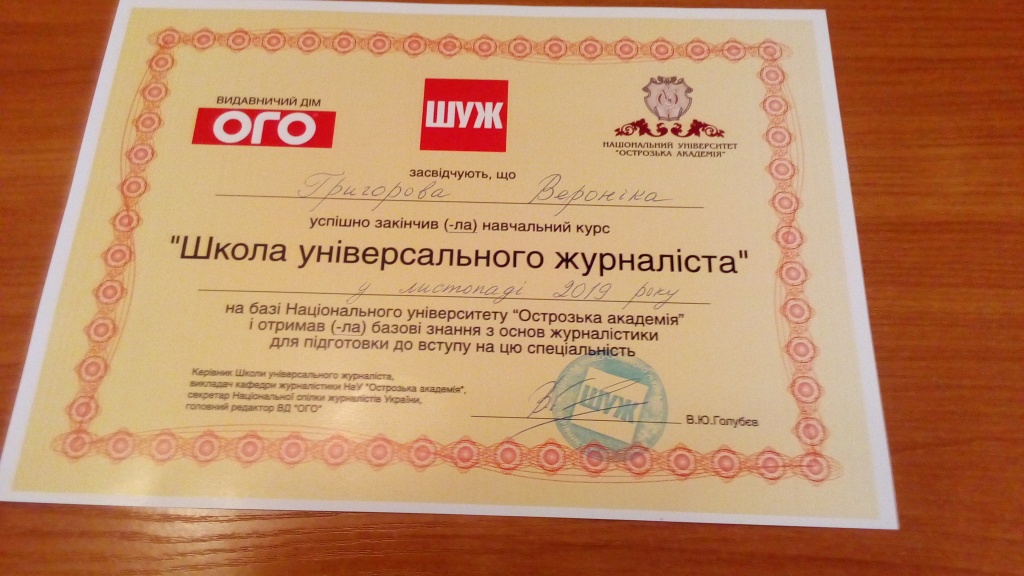 ВИДАВНИЧИЙ ДІМ
ОГО
ШУЖ
НАЦІОНАЛЬНИЙ УНІВЕРСИТЕТ
"ОСТРОЗЬКА АКАДЕМІЯ"
засвідчують, що
Григорова Вероніка
успішно закінчив (-ла) навчальний курс
"Школа універсального журналіста"
у листопаді 2019 року
на базі Національного університету "Острозька академія"
і отримав (-ла) базові знання з основ журналістики
для підготовки до вступу на цю спеціальність
Керівник Школи універсального журналіста,
викладач кафедри журналістики НаУ "Острозька академія",
секретар Національної спілки журналістів України,
головний редактор ВД "ОГО"
ШУЖ
В.Ю.Голубєв